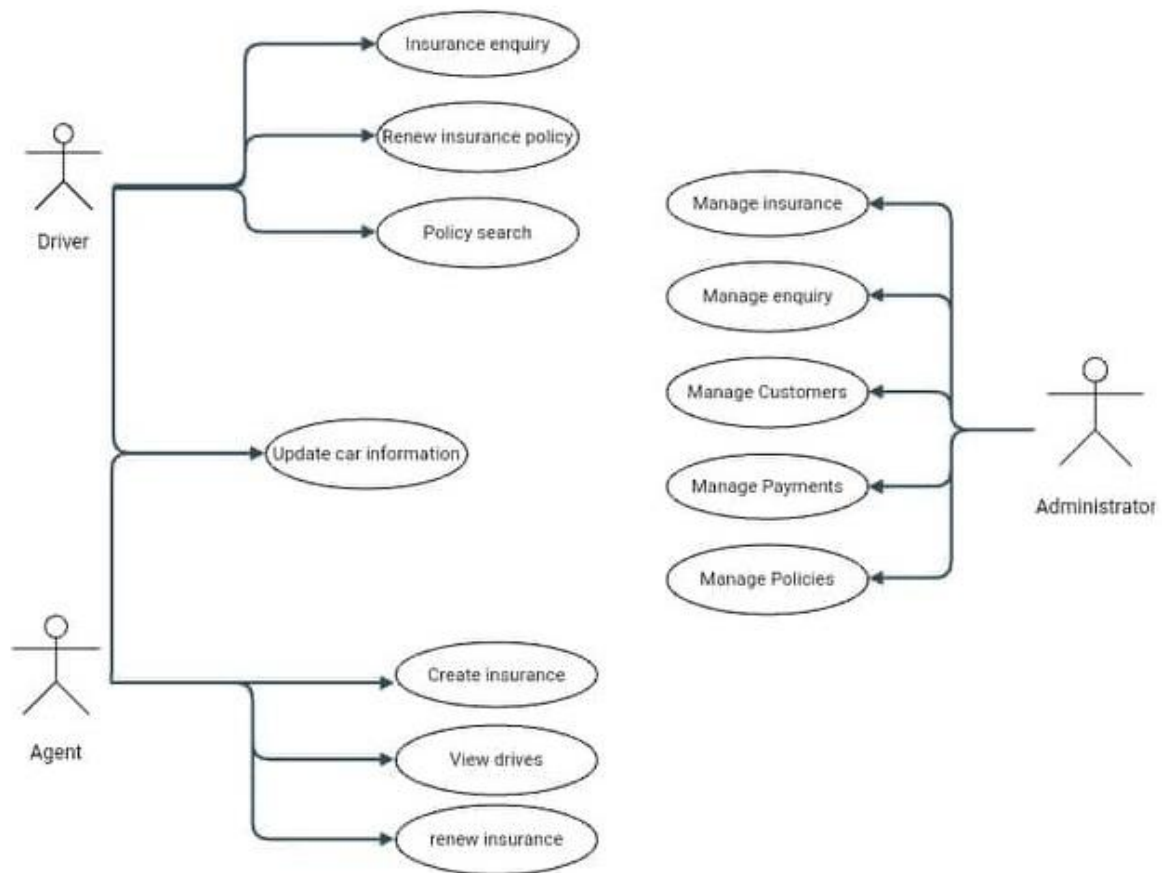 Insurance enquiry
Renew insurance policy
Driver
Policy search
Manage insurance
Manage enquiry
Manage Customers
Update car information
Manage Payments
Administrator
Manage Policies
Create insurance
Agent
View drives
renew insurance